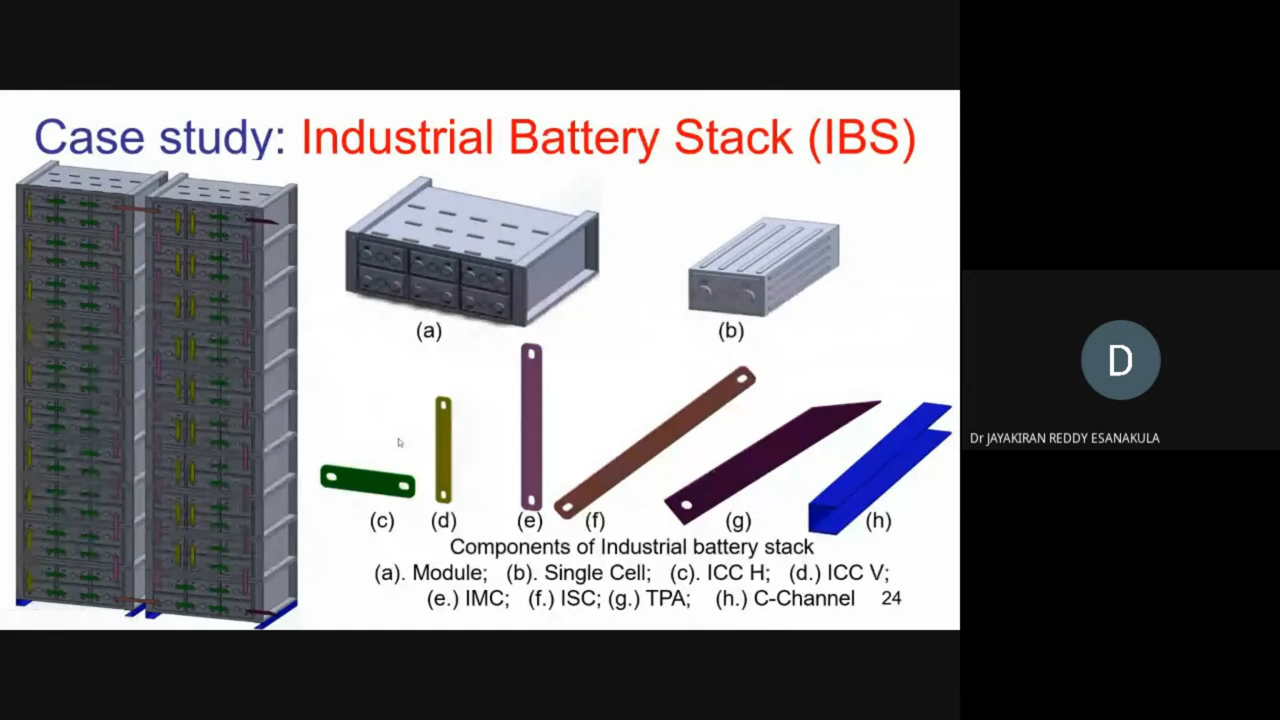 Case study: Industrial Battery Stack (IBS)
(a)
(b)
(c)
(d)
(e)
(f)
(g)
(h)
Components of Industrial battery stack
(a). Module; (b). Single Cell; (c). ICC H; (d.) ICC V;
(e.) IMC; (f.) ISC; (g.) TPA; (h.) C-Channel
24
D
Dr JAYAKIRAN REDDY ESANAKULA